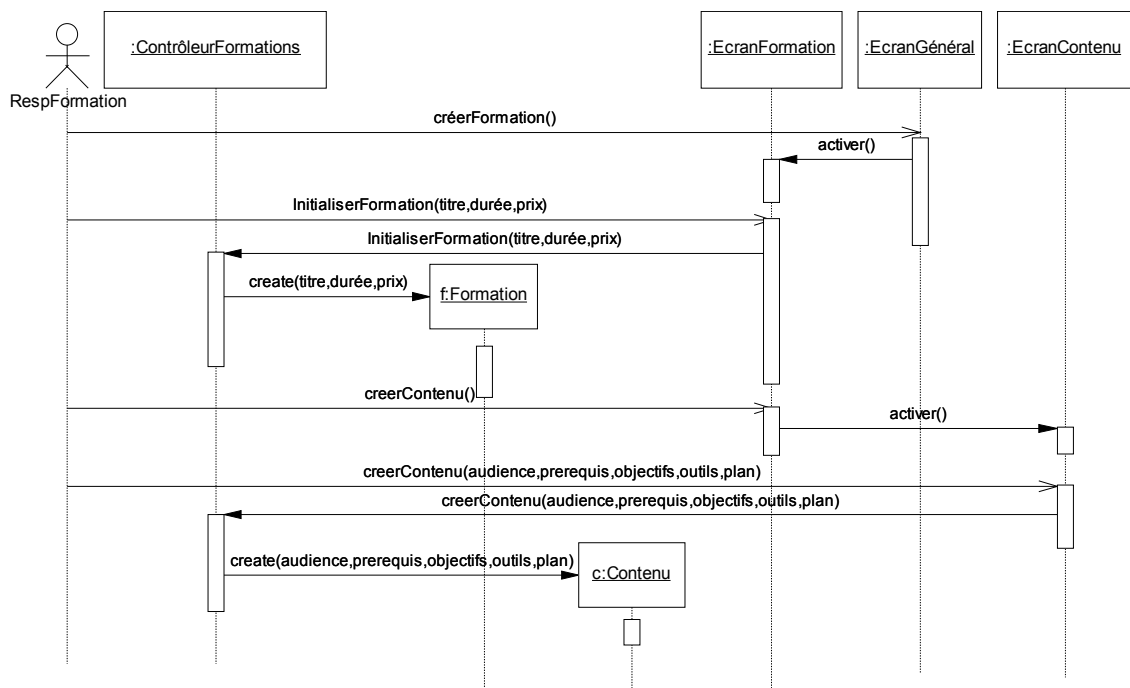 :ContrôleurFormations
:EcranFormation
:EcranGénéral
:EcranContenu
RespFormation
créerFormation()
activer()
InitialiserFormation(titre,durée,prix)
InitialiserFormation(titre,durée,prix)
create(titre,durée,prix)
f:Formation
creerContenu()
activer()
creerContenu(audience,prerequis,objectifs,outils,plan)
creerContenu(audience,prerequis,objectifs,outils,plan)
create(audience,prerequis,objectifs,outils,plan)
c:Contenu